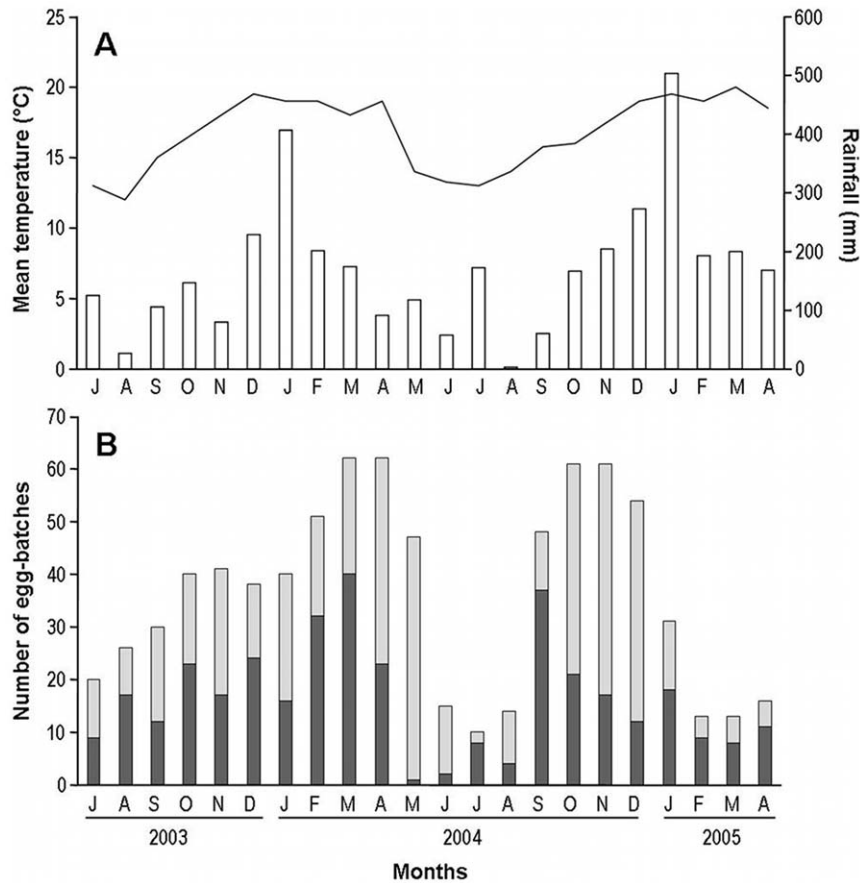 A
Mean temperature (°C)
25
20
15
10
5
0
Rainfall (mm)
600
500
400
300
200
100
0
J A S O N D J F M A M J J A S O N D J F M A
B
Number of egg-batches
70
60
50
40
30
20
10
0
J A S O N D J F M A M J J A S O N D J F M A
2003 2004 2005
Months